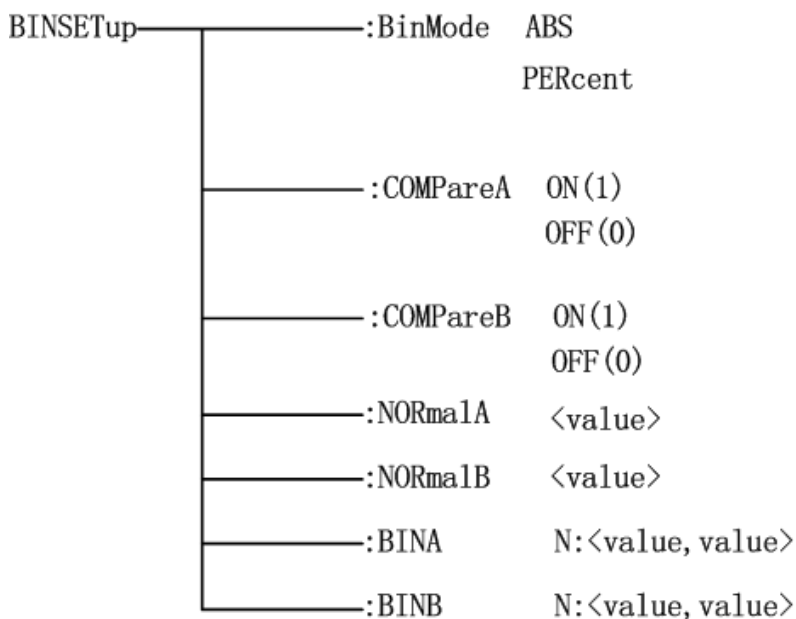 BINSETup :BinMode ABS
PERcent
:COMPareA ON(1)
OFF(0)
:COMPareB ON(1)
OFF(0)
:NORmalA <value>
:NORmalB <value>
:BINA N:<value,value>
:BINB N:<value,value>